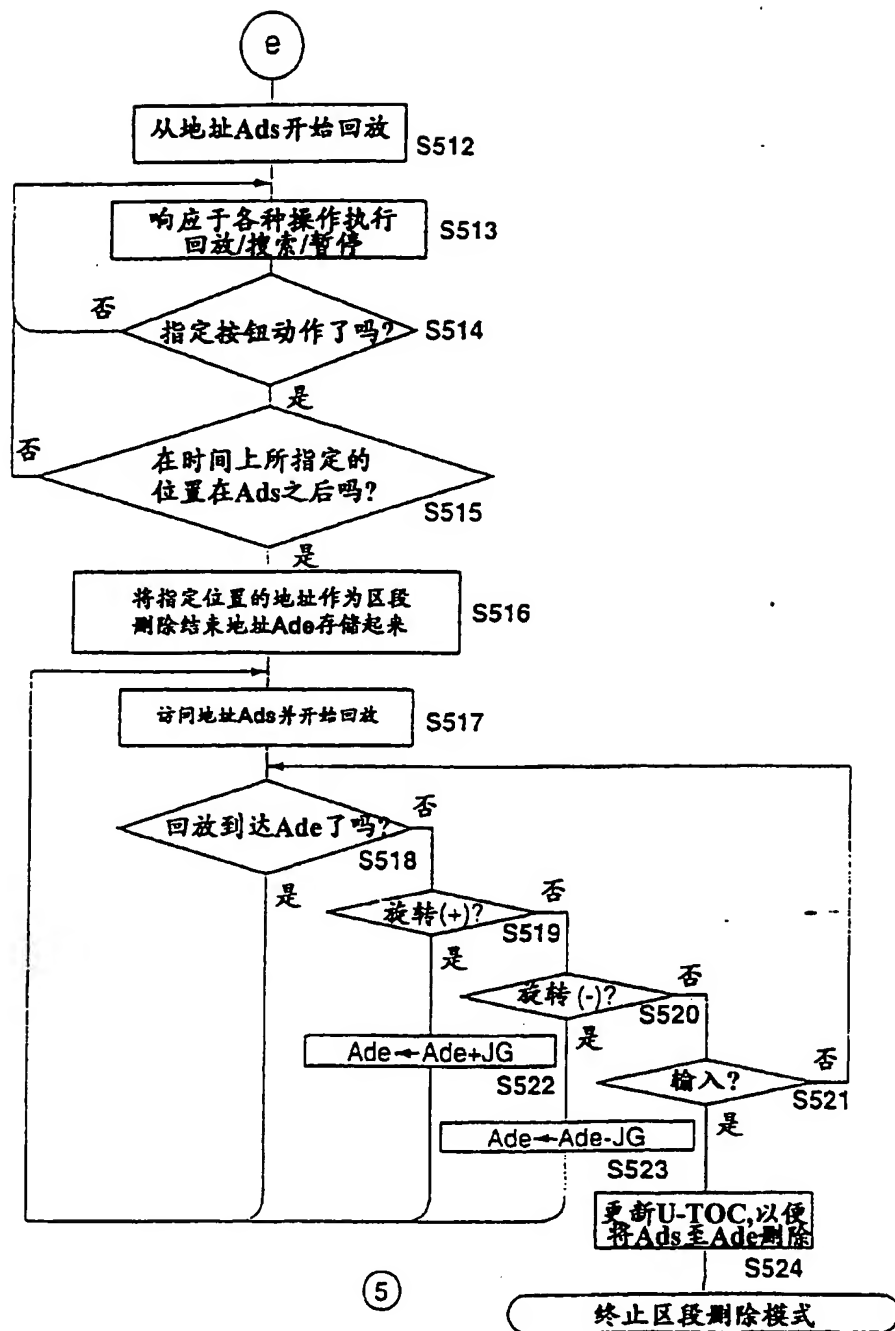 e
从地址Ads开始回放
S512
响应于各种操作执行
回放/搜索/暂停
S513
否
指定按钮动作了吗?
S514
是
否
在时间上所指定的
位置在Ads之后吗?
S515
是
将指定位置的地址作为区段
删除结束地址Ade存储起来
S516
访问地址Ads并开始回放
S517
回放到达Ade了吗?
否
S518
是
旋转(+)?
否
S519
是
旋转(-)?
否
S520
是
Ade←Ade+JG
S522
输入?
否
S521
是
Ade←Ade-JG
S523
更新U-TOC,以便
将Ads至Ade删除
S524
5
终止区段删除模式